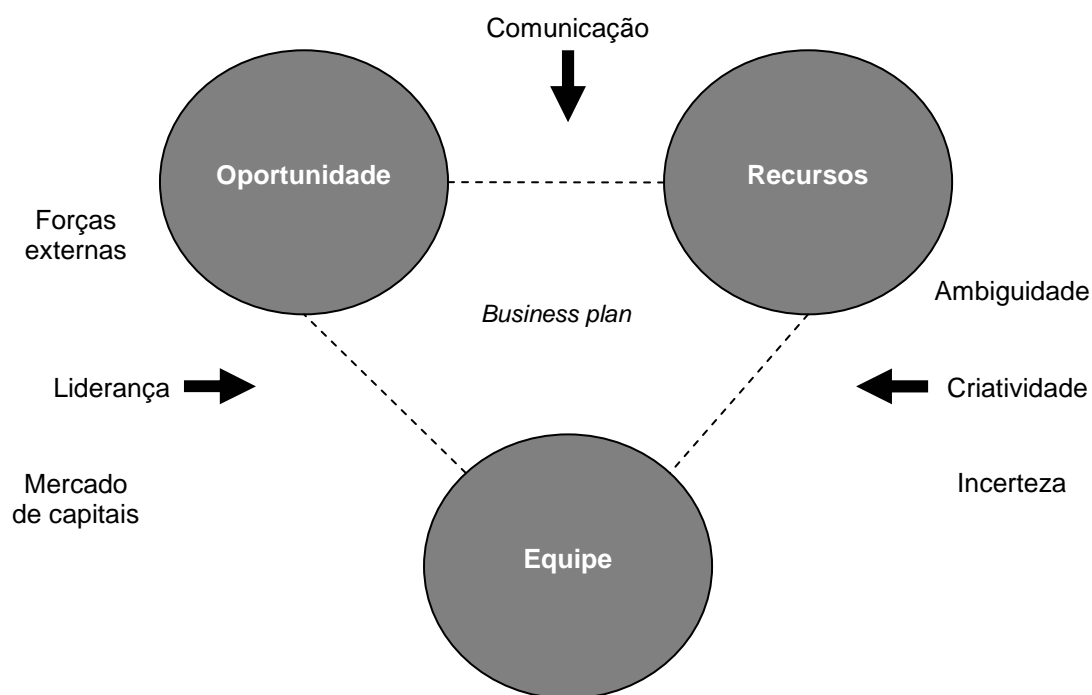 Comunicação
Oportunidade
Recursos
Forças
externas
Ambiguidade
Business plan
Liderança
Criatividade
Mercado
de capitais
Incerteza
Equipe